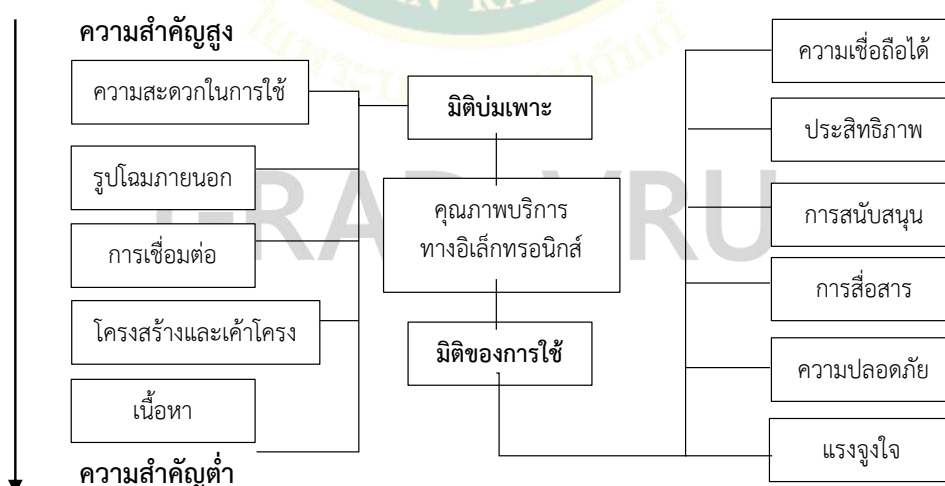 ความสำคัญสูง
ความสะดวกในการใช้
รูปโฉมภายนอก
การเชื่อมต่อ
โครงสร้างและเค้าโครง
เนื้อหา
ความสำคัญต่ำ
มิติบ่มเพาะ
คุณภาพบริการ
ทางอิเล็กทรอนิกส์
มิติของการใช้
ความเชื่อถือได้
ประสิทธิภาพ
การสนับสนุน
การสื่อสาร
ความปลอดภัย
แรงจูงใจ
VRU